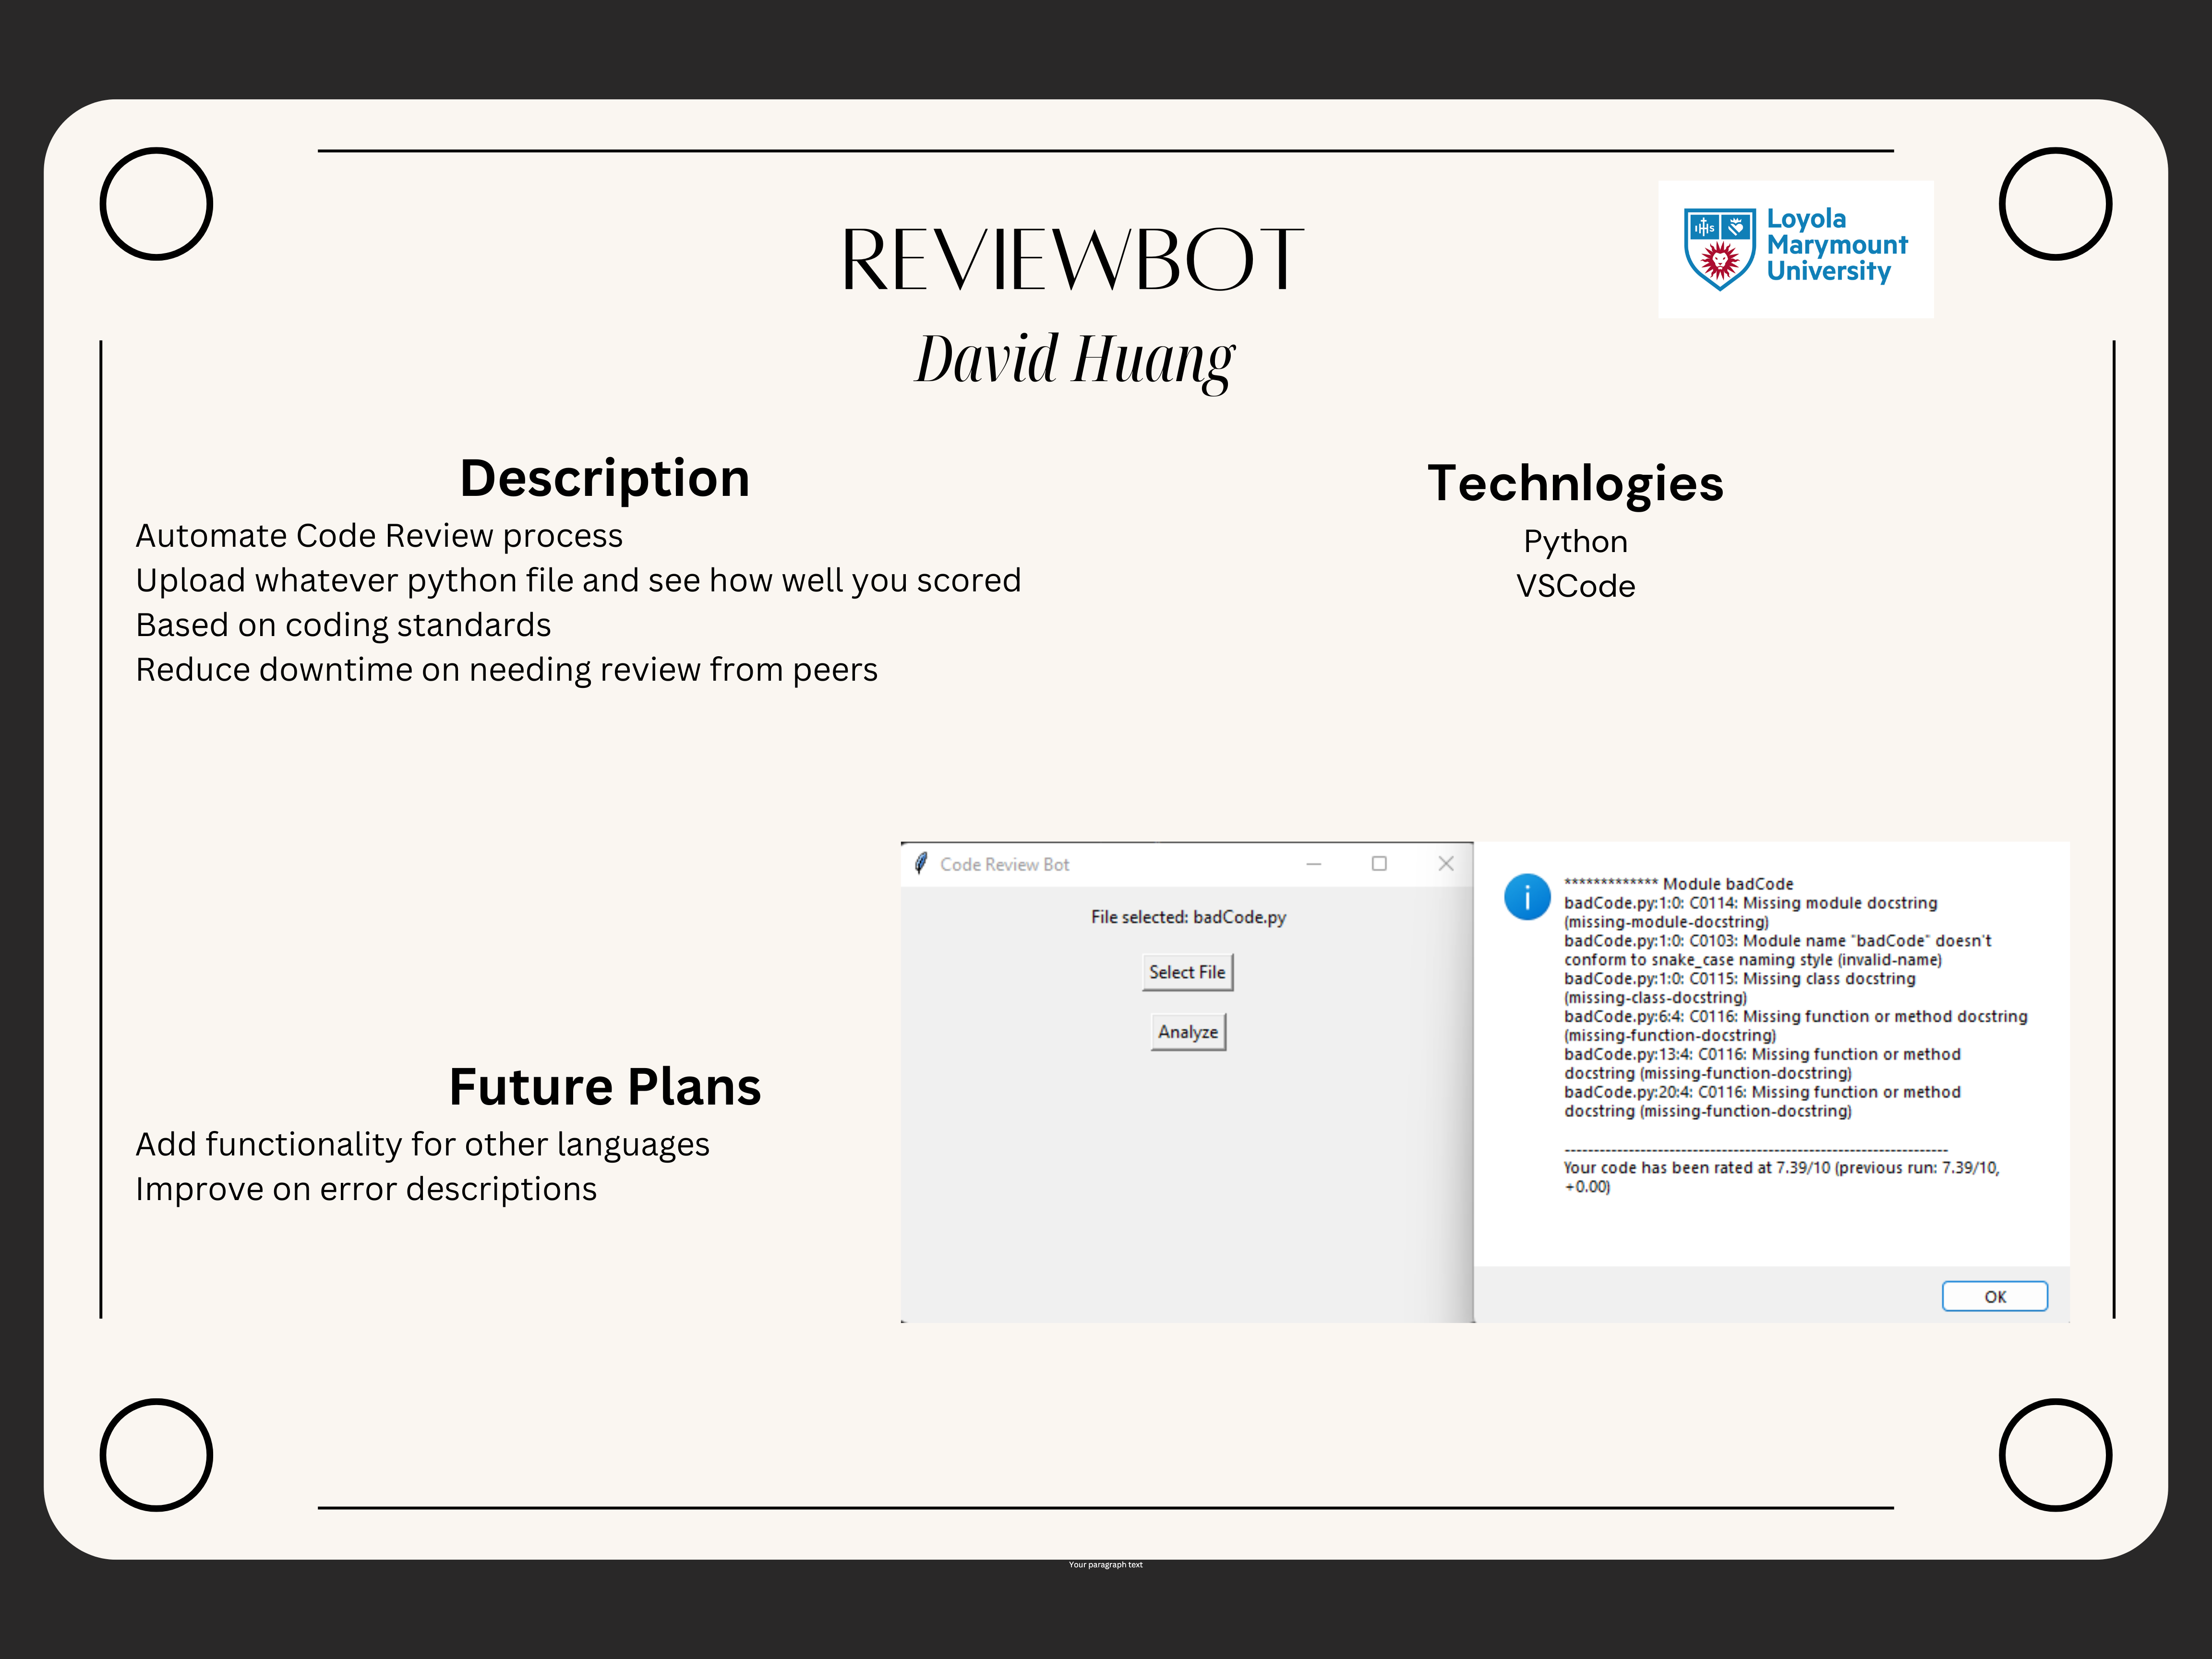 REVIEWBOT
David Huang
Loyola
Marymount
University
Description
Automate Code Review process
Upload whatever python file and see how well you scored
Based on coding standards
Reduce downtime on needing review from peers
Technlogies
Python
VSCode
Future Plans
Add functionality for other languages
Improve on error descriptions
Code Review Bot
File selected: badCode.py
Select File
Analyze
************* Module badCode
badCode.py:1:0: C0114: Missing module docstring
(missing-module-docstring)
badCode.py:1:0: C0103: Module name "badCode" doesn't
conform to snake_case naming style (invalid-name)
badCode.py:1:0: C0115: Missing class docstring
(missing-class-docstring)
badCode.py:6:4: C0116: Missing function or method docstring
(missing-function-docstring)
badCode.py:13:4: C0116: Missing function or method
docstring (missing-function-docstring)
badCode.py:20:4: C0116: Missing function or method
docstring (missing-function-docstring)
------------------------------------------------------------------
Your code has been rated at 7.39/10 (previous run: 7.39/10,
+0.00)
OK
Your paragraph text